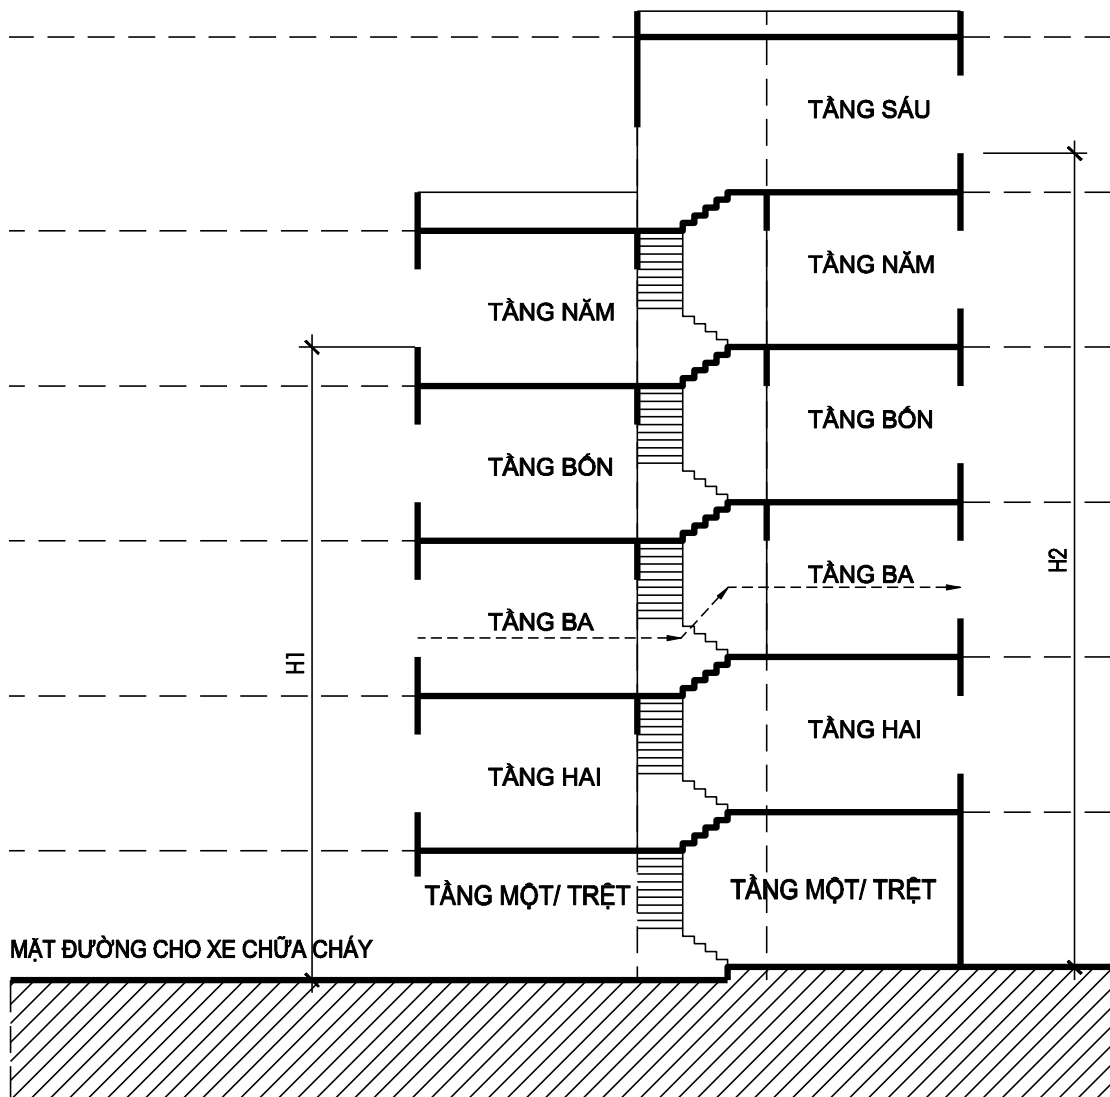 TẦNG SÁU
TẦNG NĂM
TẦNG NĂM
TẦNG BỐN
TẦNG BỐN
H2
TẦNG BA
TẦNG BA
H1
TẦNG HAI
TẦNG HAI
TẦNG MỘT/ TRỆT
TẦNG MỘT/ TRỆT
MẶT ĐƯỜNG CHO XE CHỮA CHÁY